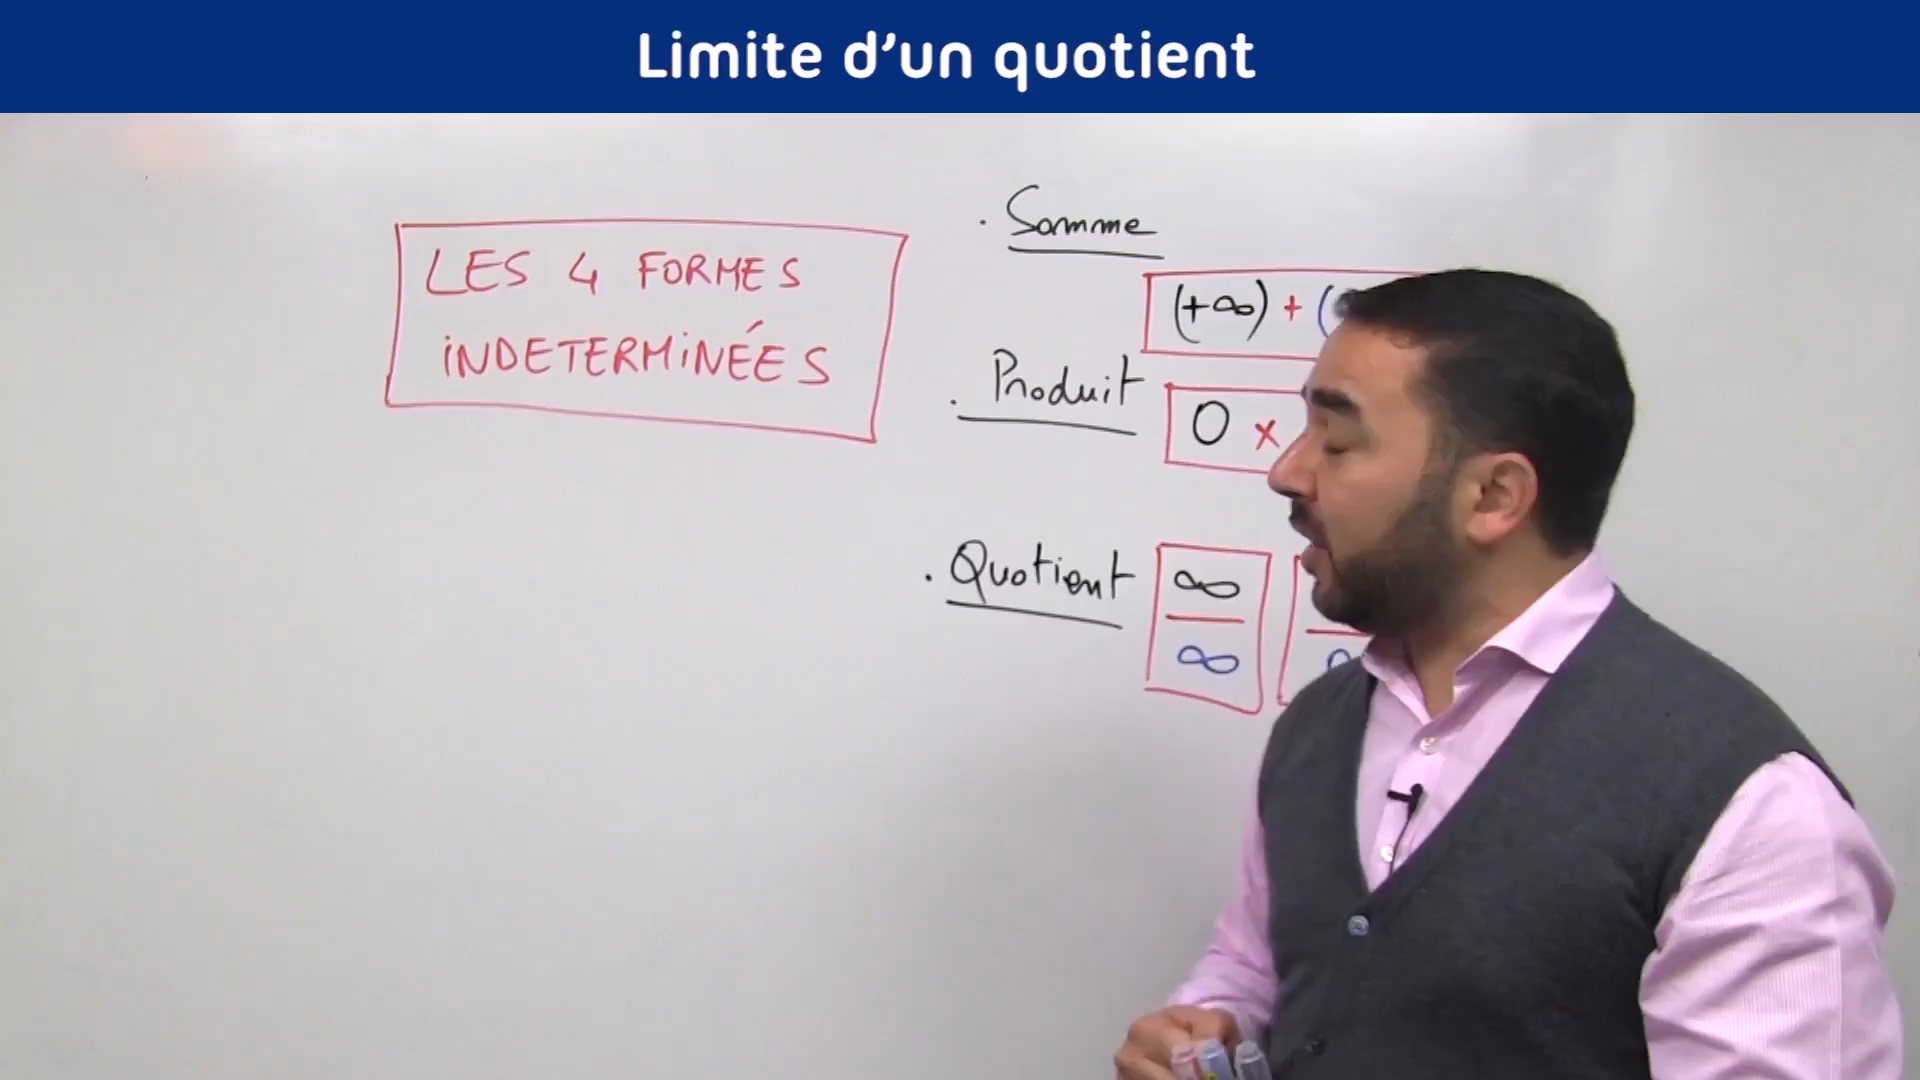 Limite d'un quotient
LES 4 FORMES
iNDETERMiNÉES
. Somme
(+∞) + (
. Produit
0 ×
. Quotient
∞
∞